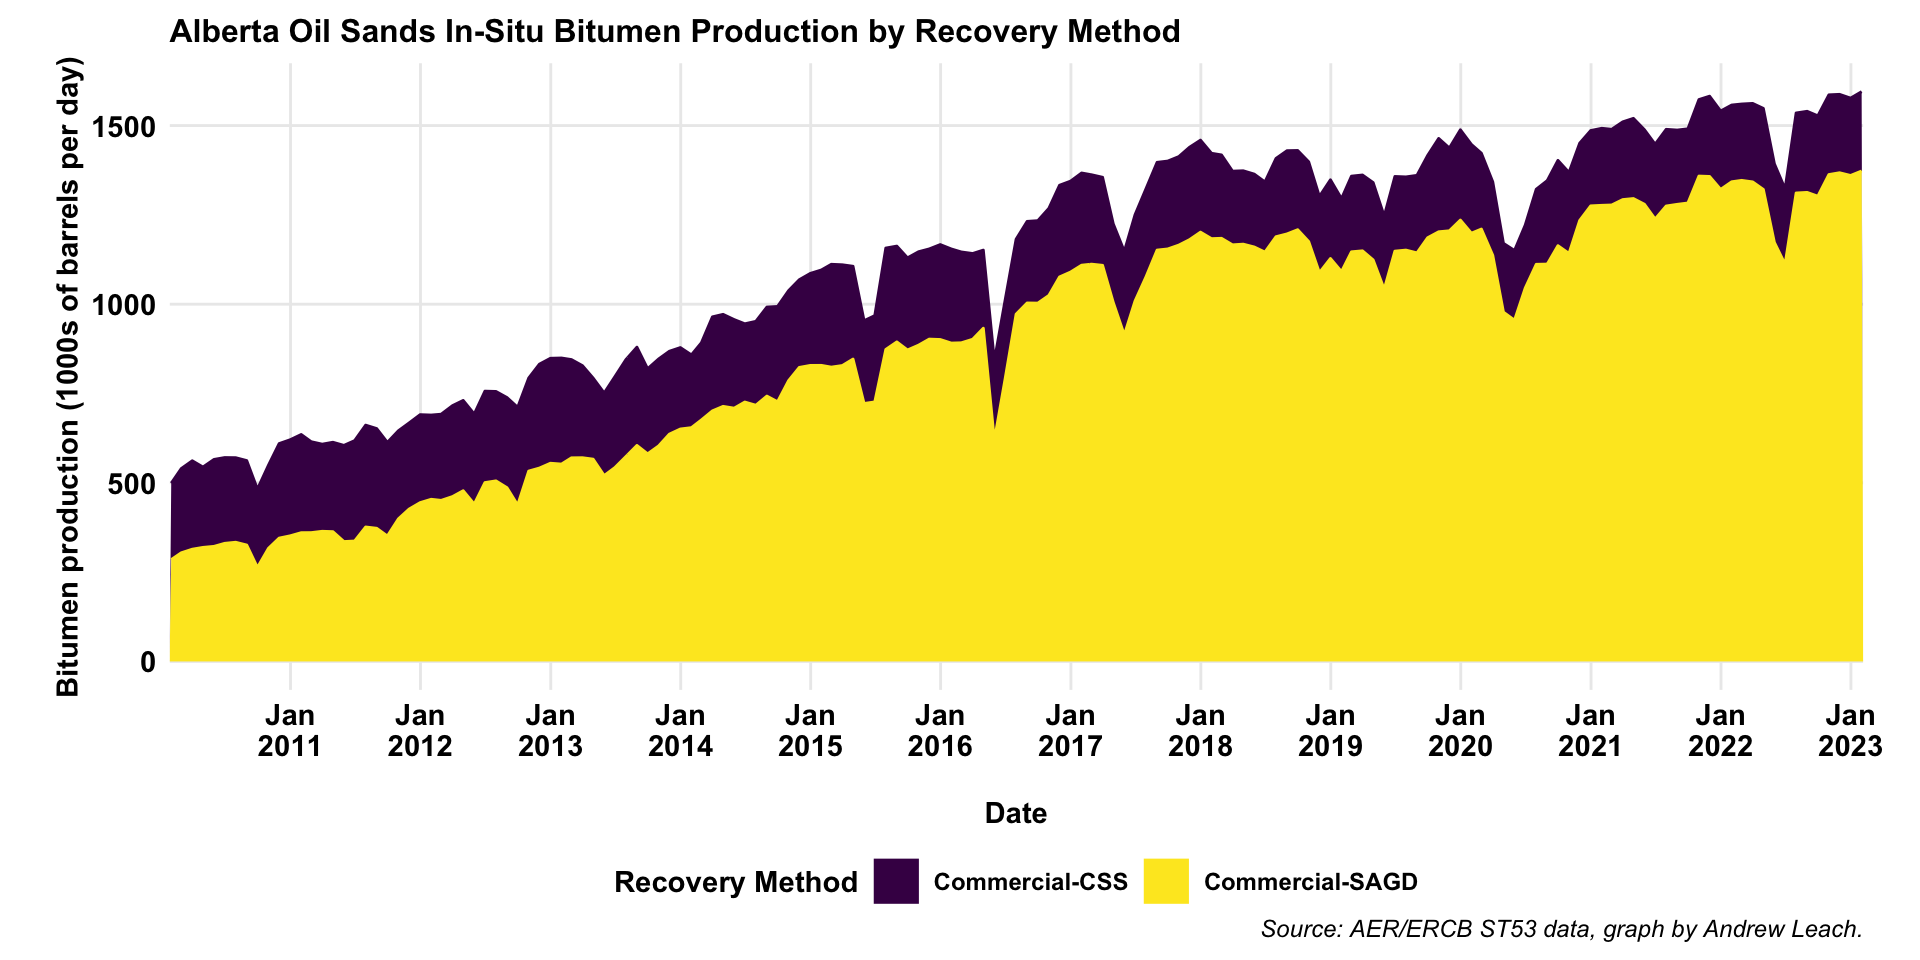 Alberta Oil Sands In-Situ Bitumen Production by Recovery Method
Bitumen production (1000s of barrels per day)
1500
1000
500
0
Jan 2011
Jan 2012
Jan 2013
Jan 2014
Jan 2015
Jan 2016
Jan 2017
Jan 2018
Jan 2019
Jan 2020
Jan 2021
Jan 2022
Jan 2023
Date
Recovery Method Commercial-CSS Commercial-SAGD
Source: AER/ERCB ST53 data, graph by Andrew Leach.